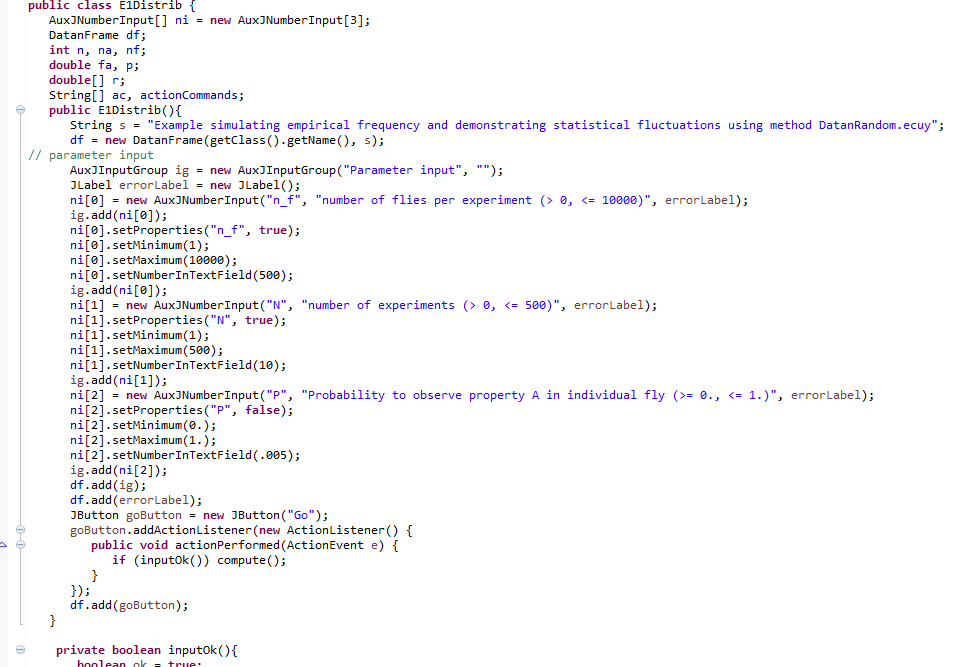 public class E1Distrib {
AuxJNumberInput[] ni = new AuxJNumberInput[3];
DatanFrame df;
int n, na, nf;
double fa, p;
double[] r;
String[] ac, actionCommands;
public E1Distrib(){
String s = "Example simulating empirical frequency and demonstrating statistical fluctuations using method DatanRandom.ecuy";
df = new DatanFrame(getClass().getName(), s);
// parameter input
AuxJInputGroup ig = new AuxJInputGroup("Parameter input", "");
JLabel errorLabel = new JLabel();
ni[0] = new AuxJNumberInput("n_f", "number of flies per experiment (> 0, <= 10000)", errorLabel);
ig.add(ni[0]);
ni[0].setProperties("n_f", true);
ni[0].setMinimum(1);
ni[0].setMaximum(10000);
ni[0].setNumberInTextField(500);
ig.add(ni[0]);
ni[1] = new AuxJNumberInput("N", "number of experiments (> 0, <= 500)", errorLabel);
ni[1].setProperties("N", true);
ni[1].setMinimum(1);
ni[1].setMaximum(500);
ni[1].setNumberInTextField(10);
ig.add(ni[1]);
ni[2] = new AuxJNumberInput("P", "Probability to observe property A in individual fly (>= 0., <= 1.)", errorLabel);
ni[2].setProperties("P", false);
ni[2].setMinimum(0.);
ni[2].setMaximum(1.);
ni[2].setNumberInTextField(.005);
ig.add(ni[2]);
df.add(ig);
df.add(errorLabel);
JButton goButton = new JButton("Go");
goButton.addActionListener(new ActionListener() {
public void actionPerformed(ActionEvent e) {
if (inputOk()) compute();
}
});
df.add(goButton);
}
private boolean inputOk(){
boolean ok = true;